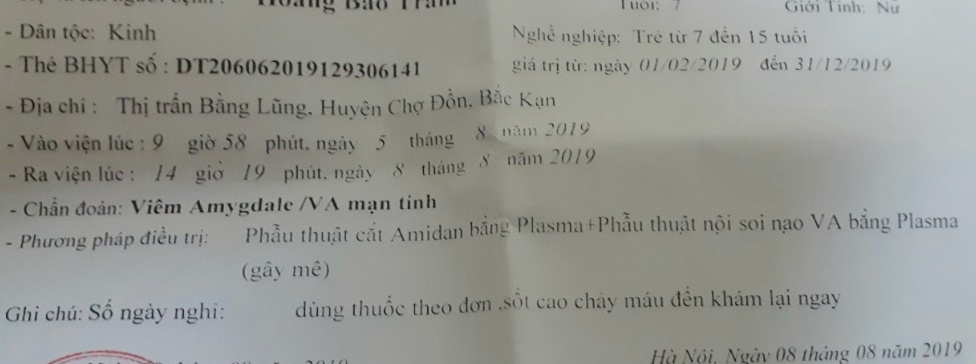 Hoàng Bảo Trâm Tuổi: 7 Giới Tính: Nữ
- Dân tộc: Kinh Nghề nghiệp: Trẻ từ 7 đến 15 tuổi
- Thẻ BHYT số : DT206062019129306141 giá trị từ: ngày 01/02/2019 đến 31/12/2019
- Địa chỉ : Thị trấn Bằng Lũng, Huyện Chợ Đồn, Bắc Kạn
- Vào viện lúc : 9 giờ 58 phút, ngày 5 tháng 8 năm 2019
- Ra viện lúc : 14 giờ 19 phút, ngày 8 tháng 8 năm 2019
- Chẩn đoán: Viêm Amygdale /VA mạn tính
- Phương pháp điều trị: Phẫu thuật cắt Amidan bằng Plasma+Phẫu thuật nội soi nạo VA bằng Plasma
(gây mê)
Ghi chú: Số ngày nghỉ: dùng thuốc theo đơn .sốt cao chảy máu đến khám lại ngay
Hà Nội, Ngày 08 tháng 08 năm 2019